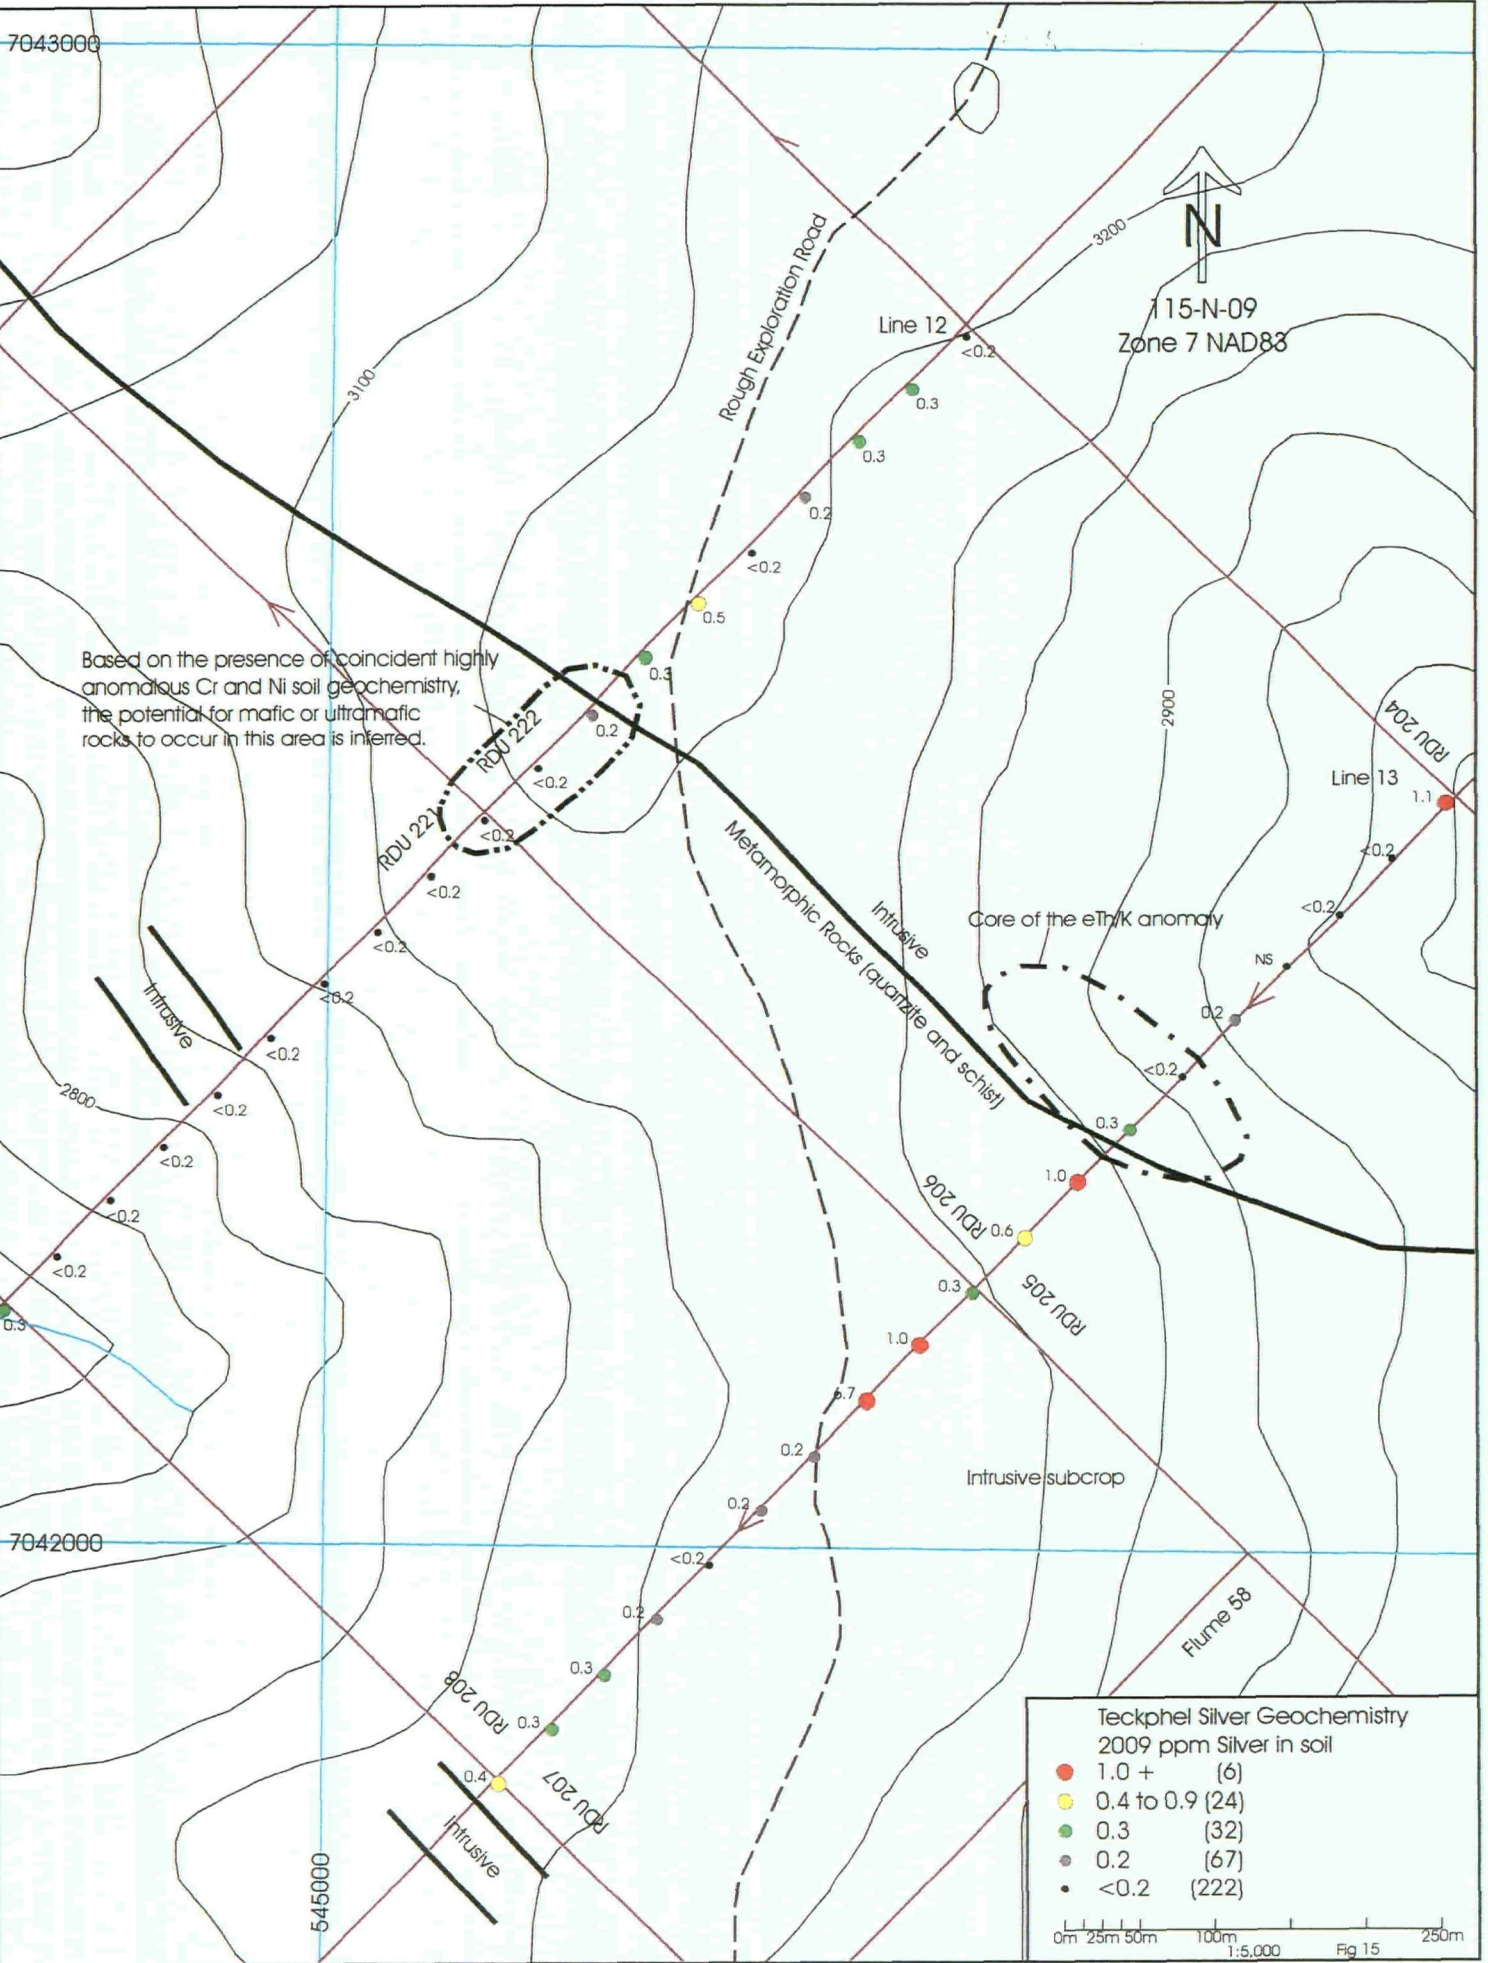 7043000
3200
N
115-N-09
Zone 7 NAD83
Rough Exploration Road
Line 12
<0.2
0.3
0.3
0.2
<0.2
0.5
0.3
0.2
<0.2
<0.2
<0.2
<0.2
<0.2
<0.2
<0.2
<0.2
<0.2
<0.2
0.3
3100
Based on the presence of coincident highly
anomalous Cr and Ni soil geochemistry,
the potential for mafic or ultramafic
rocks to occur in this area is inferred.
RDU 222
RDU 221
2900
RDU 204
Line 13
1.1
<0.2
<0.2
NS
0.2
<0.2
0.3
1.0
0.6
0.3
1.0
0.2
0.2
<0.2
0.2
0.3
0.3
0.4
Metamorphic Rocks (quartzite and schist)
Intrusive
Core of the eTh/K anomaly
Intrusive
2800
RDU 206
RDU 205
Intrusive subcrop
7042000
Flume 58
RDU 208
RDU 207
Intrusive
545000
Teckphel Silver Geochemistry
2009 ppm Silver in soil
1.0 + (6)
0.4 to 0.9 (24)
0.3 (32)
0.2 (67)
<0.2 (222)
0m 25m 50m 100m 250m
1:5,000 Fig 15